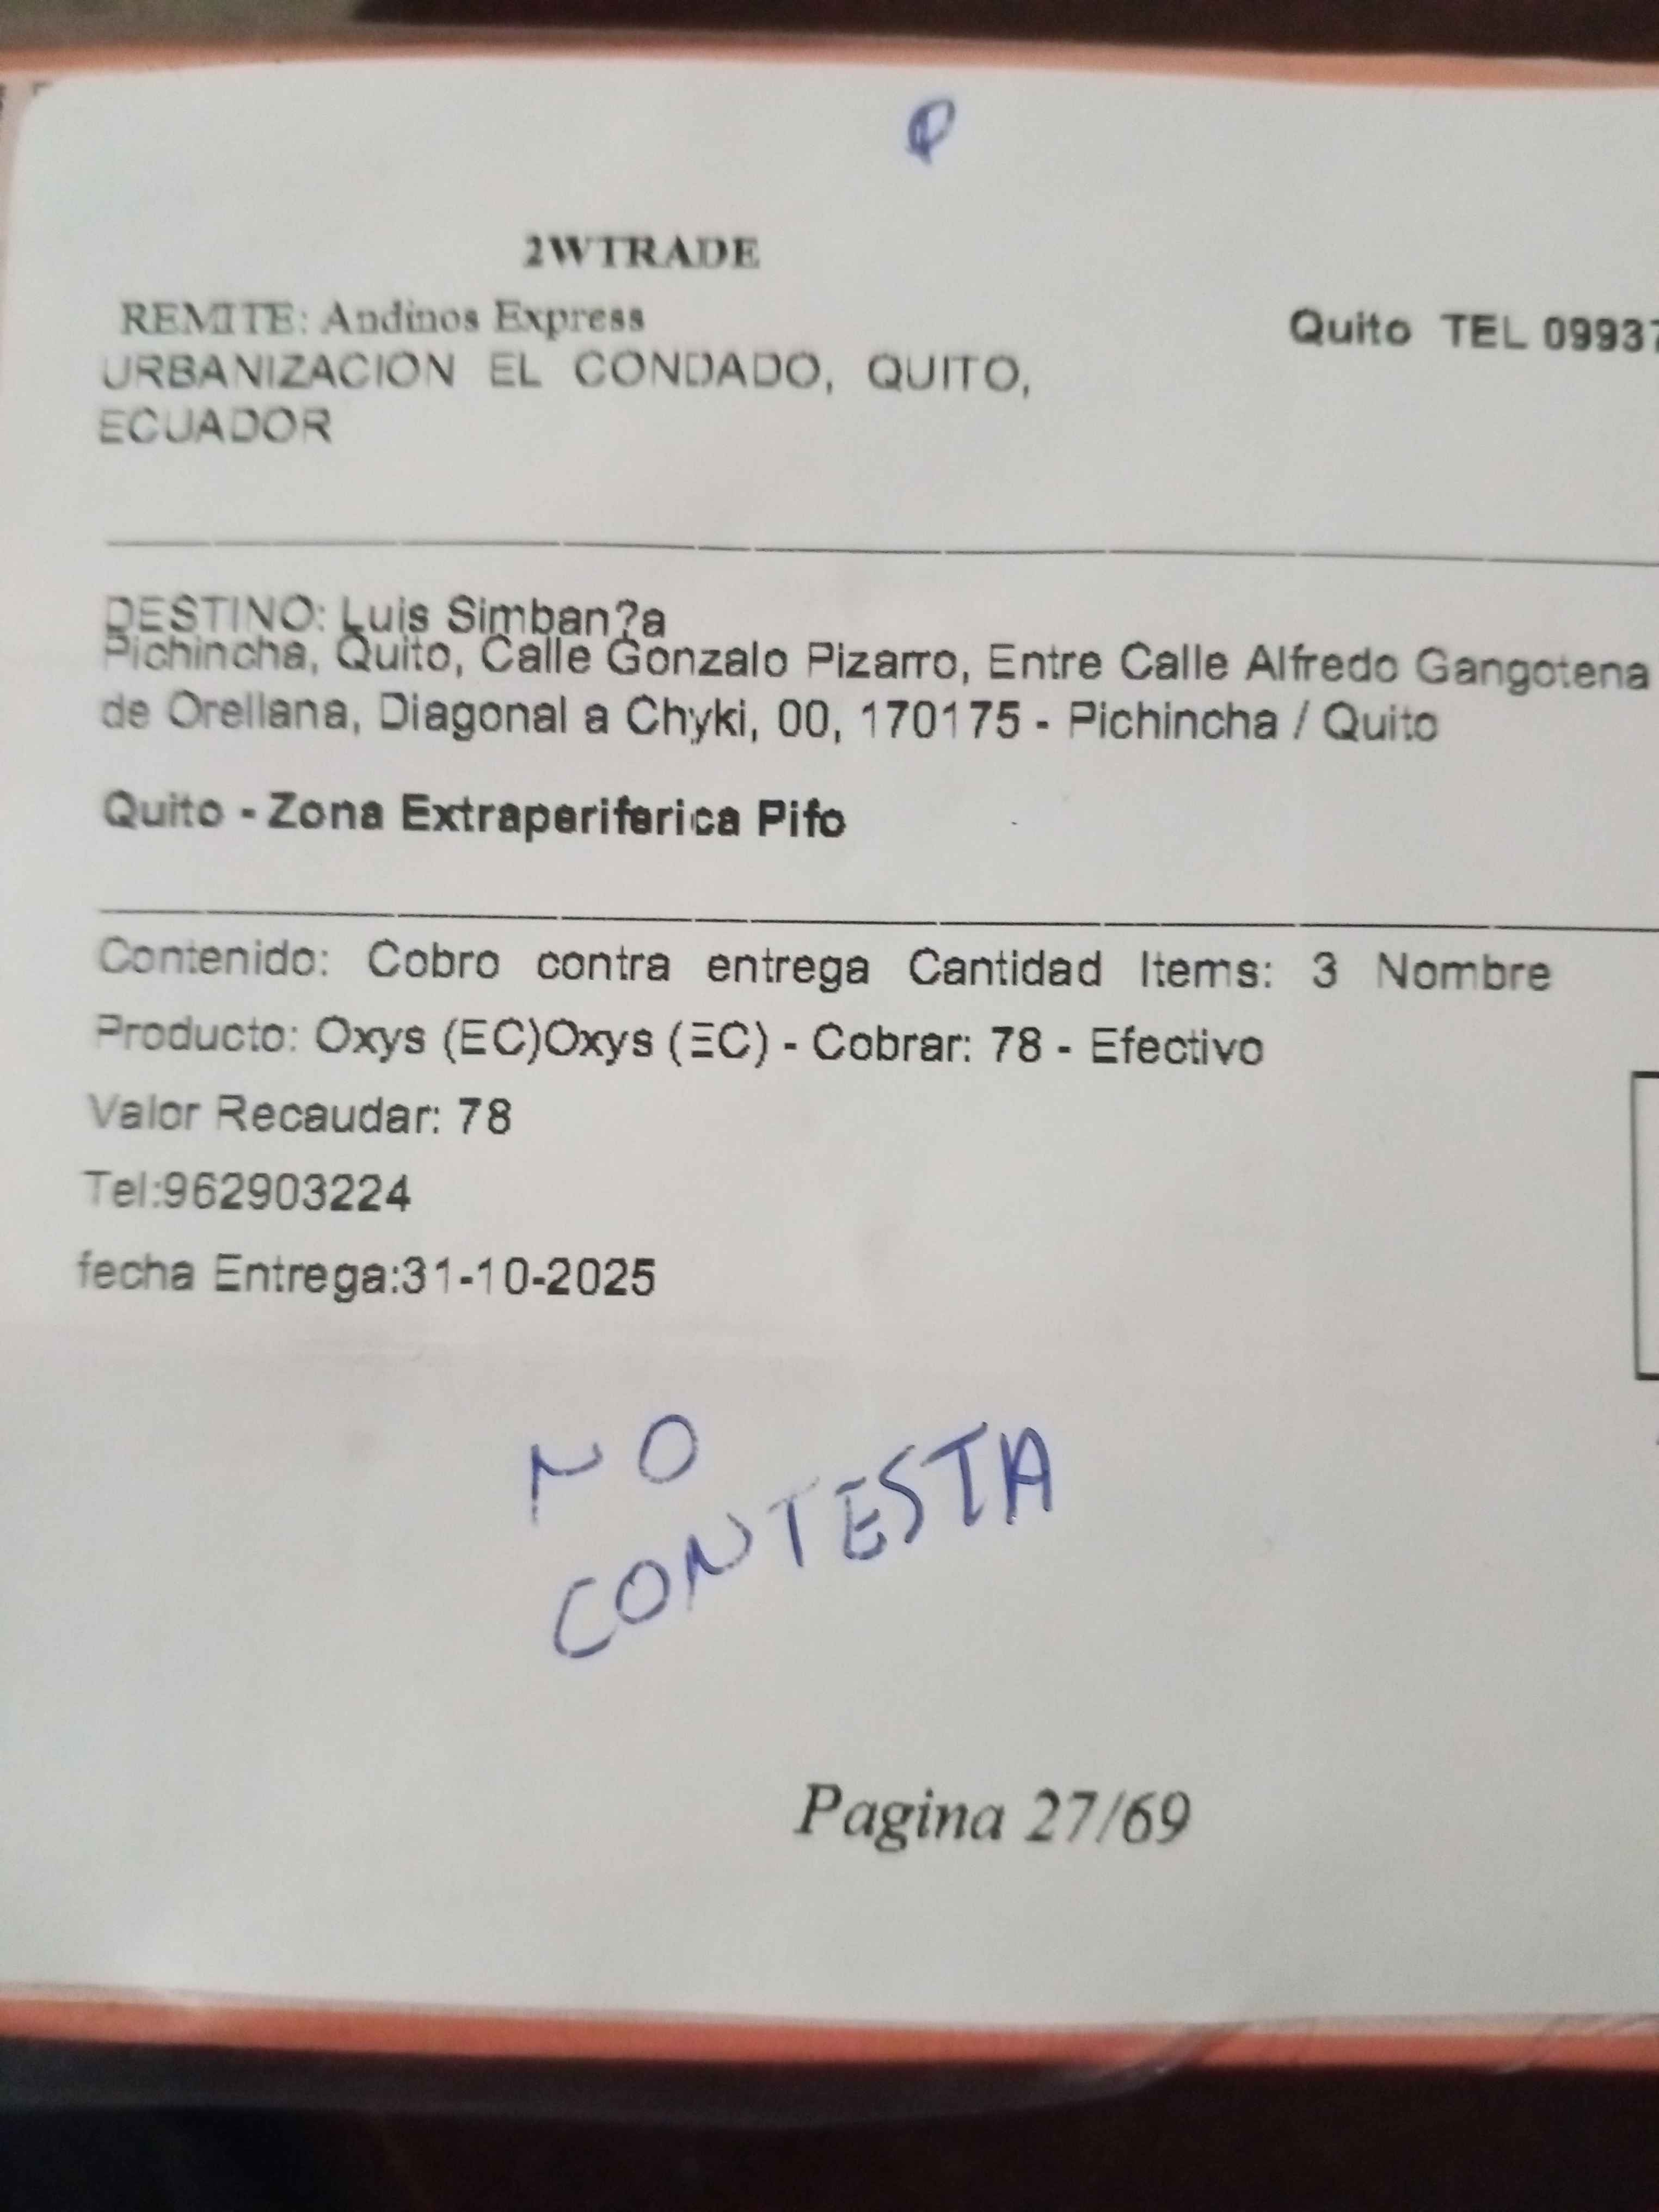 2WTRADE
REMITE: Andinos Express
Quito TEL 09937
URBANIZACION EL CONDADO, QUITO,
ECUADOR
DESTINO: Luis Simban?a
Pichincha, Quito, Calle Gonzalo Pizarro, Entre Calle Alfredo Gangotena
de Orellana, Diagonal a Chyki, 00, 170175 - Pichincha / Quito
Quito - Zona Extraperiferica Pifo
Contenido: Cobro contra entrega Cantidad Items: 3 Nombre
Producto: Oxys (EC)Oxys (EC) - Cobrar: 78 - Efectivo
Valor Recaudar: 78
Tel:962903224
fecha Entrega:31-10-2025
NO
CONTESTA
Pagina 27/69